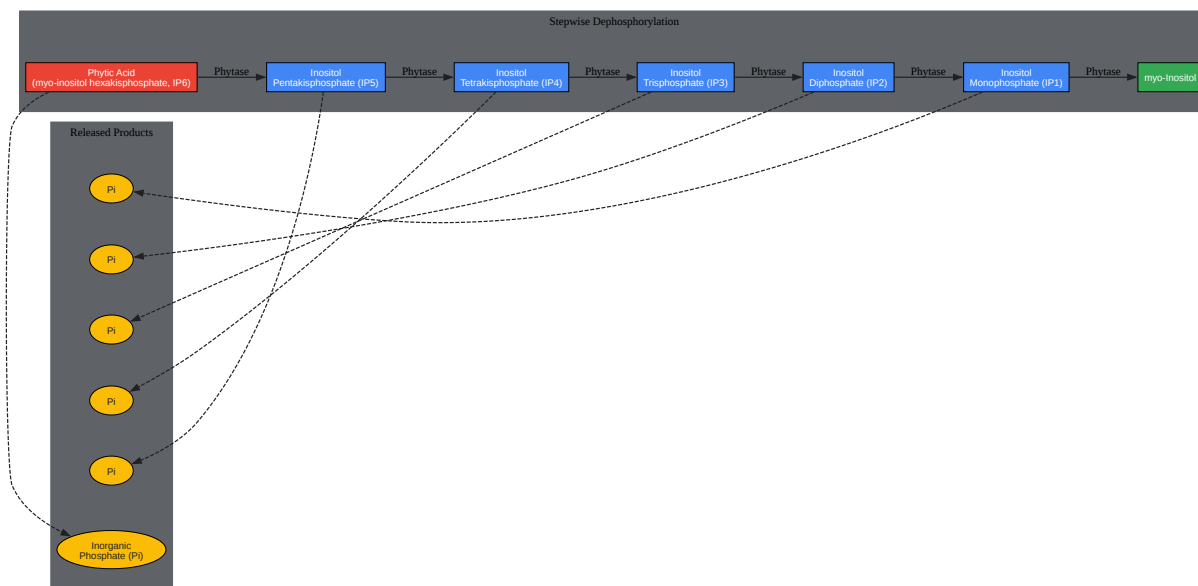 Stepwise Dephosphorylation
Phytic Acid
(myo-inositol hexakisphosphate, IP6)
Phytase
Inositol
Pentakisphosphate (IP5)
Phytase
Inositol
Tetrakisphosphate (IP4)
Phytase
Inositol
Trisphosphate (IP3)
Phytase
Inositol
Diphosphate (IP2)
Phytase
Inositol
Monophosphate (IP1)
Phytase
myo-Inositol
Released Products
Pi
Pi
Pi
Pi
Pi
Inorganic
Phosphate (Pi)